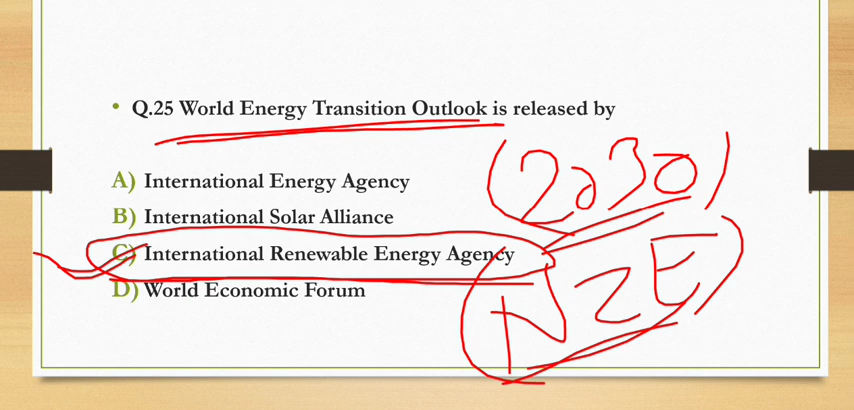 • Q.25 World Energy Transition Outlook is released by
A) International Energy Agency
(2030)
B) International Solar Alliance
C) International Renewable Energy Agency
D) World Economic Forum
(NZE)